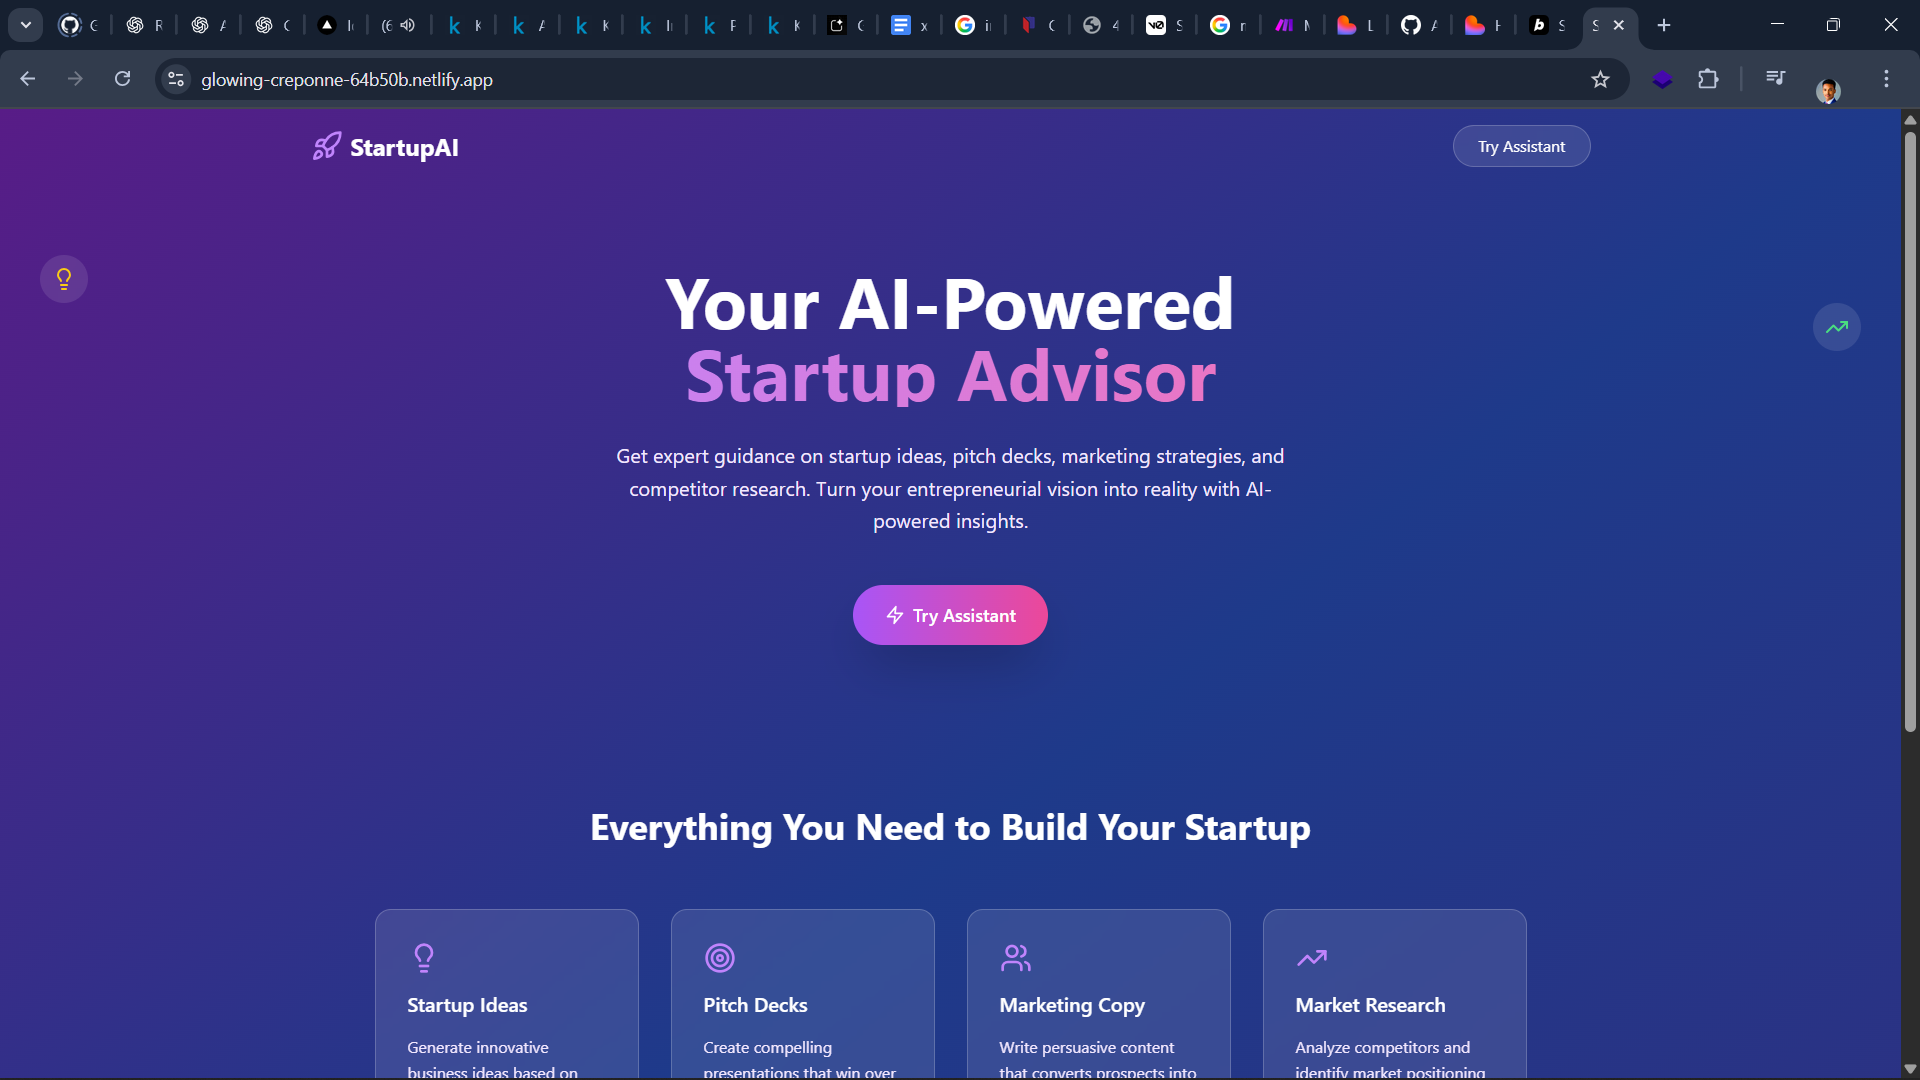 glowing-creponne-64b50b.netlify.app
StartupAI
Try Assistant
Your AI-Powered
Startup Advisor
Get expert guidance on startup ideas, pitch decks, marketing strategies, and
competitor research. Turn your entrepreneurial vision into reality with AI-
powered insights.
Try Assistant
Everything You Need to Build Your Startup
Startup Ideas
Generate innovative
business ideas based on
Pitch Decks
Create compelling
presentations that win over
Marketing Copy
Write persuasive content
that converts prospects into
Market Research
Analyze competitors and
identify market positioning